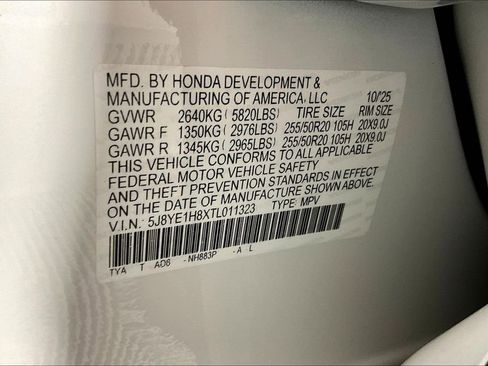 MFD. BY HONDA DEVELOPMENT &
MANUFACTURING OF AMERICA, LLC 10/25
GVWR 2640KG ( 5820LBS) TIRE SIZE RIM SIZE
GAWR F 1350KG ( 2976LBS) 255/50R20 105H 20X9.0J
GAWR R 1345KG ( 2965LBS) 255/50R20 105H 20X9.0J
THIS VEHICLE CONFORMS TO ALL APPLICABLE
FEDERAL MOTOR VEHICLE SAFETY
AND THEFT PREVENTION STANDARDS IN EFFECT
ON THE DATE OF MANUFACTURE SHOWN ABOVE.
V.I.N.: 5J8YE1H8XTL011323 TYPE: MPV
TYA T AO6 -NH883P -A L